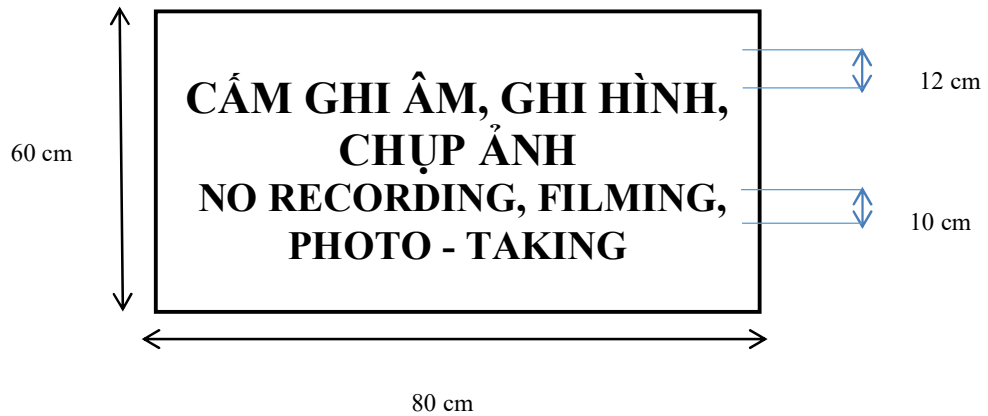 CẤM GHI ÂM, GHI HÌNH,
CHỤP ẢNH
NO RECORDING, FILMING,
PHOTO - TAKING
12 cm
60 cm
10 cm
80 cm